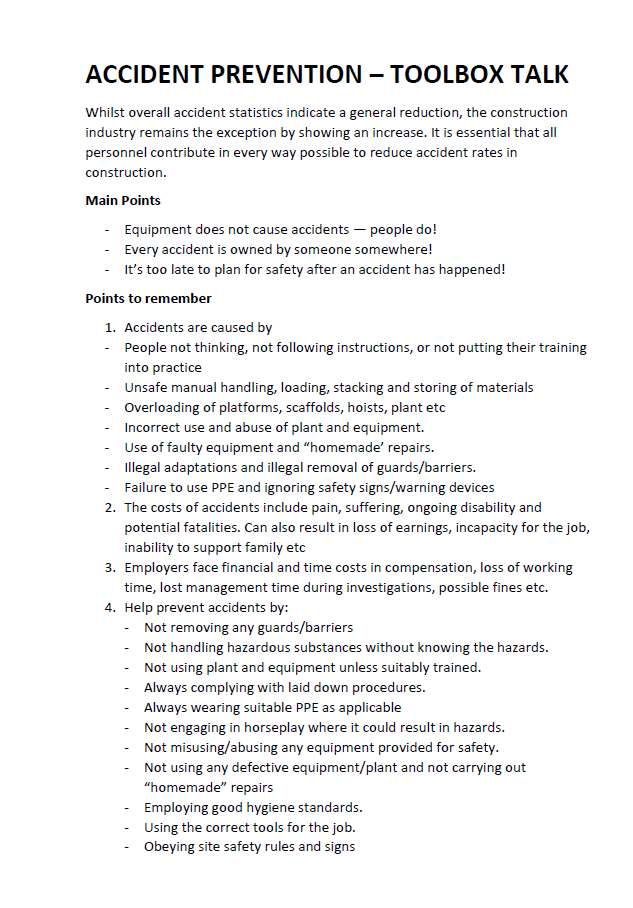 ACCIDENT PREVENTION – TOOLBOX TALK
Whilst overall accident statistics indicate a general reduction, the construction
industry remains the exception by showing an increase. It is essential that all
personnel contribute in every way possible to reduce accident rates in
construction.
Main Points
- Equipment does not cause accidents — people do!
- Every accident is owned by someone somewhere!
- It’s too late to plan for safety after an accident has happened!
Points to remember
1. Accidents are caused by
- People not thinking, not following instructions, or not putting their training
into practice
- Unsafe manual handling, loading, stacking and storing of materials
- Overloading of platforms, scaffolds, hoists, plant etc
- Incorrect use and abuse of plant and equipment.
- Use of faulty equipment and “homemade’ repairs.
- Illegal adaptations and illegal removal of guards/barriers.
- Failure to use PPE and ignoring safety signs/warning devices
2. The costs of accidents include pain, suffering, ongoing disability and
potential fatalities. Can also result in loss of earnings, incapacity for the job,
inability to support family etc
3. Employers face financial and time costs in compensation, loss of working
time, lost management time during investigations, possible fines etc.
4. Help prevent accidents by:
- Not removing any guards/barriers
- Not handling hazardous substances without knowing the hazards.
- Not using plant and equipment unless suitably trained.
- Always complying with laid down procedures.
- Always wearing suitable PPE as applicable
- Not engaging in horseplay where it could result in hazards.
- Not misusing/abusing any equipment provided for safety.
- Not using any defective equipment/plant and not carrying out
“homemade” repairs
- Employing good hygiene standards.
- Using the correct tools for the job.
- Obeying site safety rules and signs